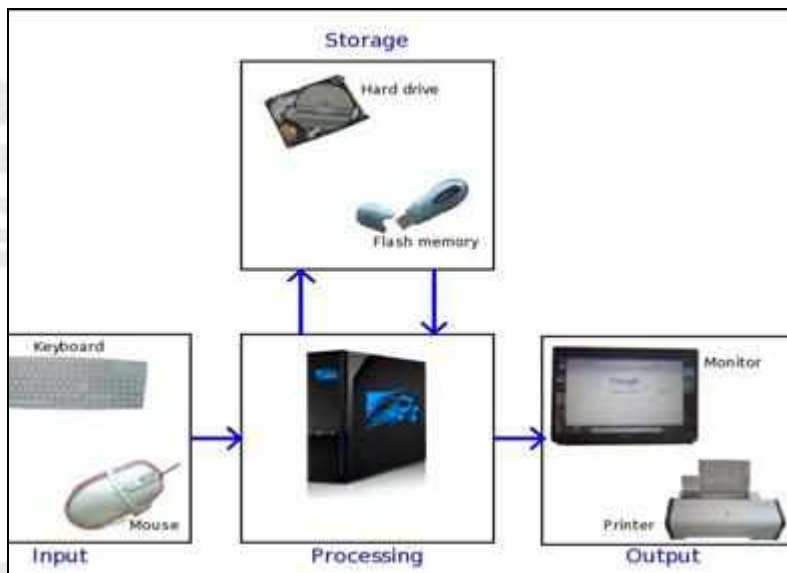 Storage
Hard drive
Flash memory
Keyboard
Mouse
Input
Processing
Monitor
Printer
Output